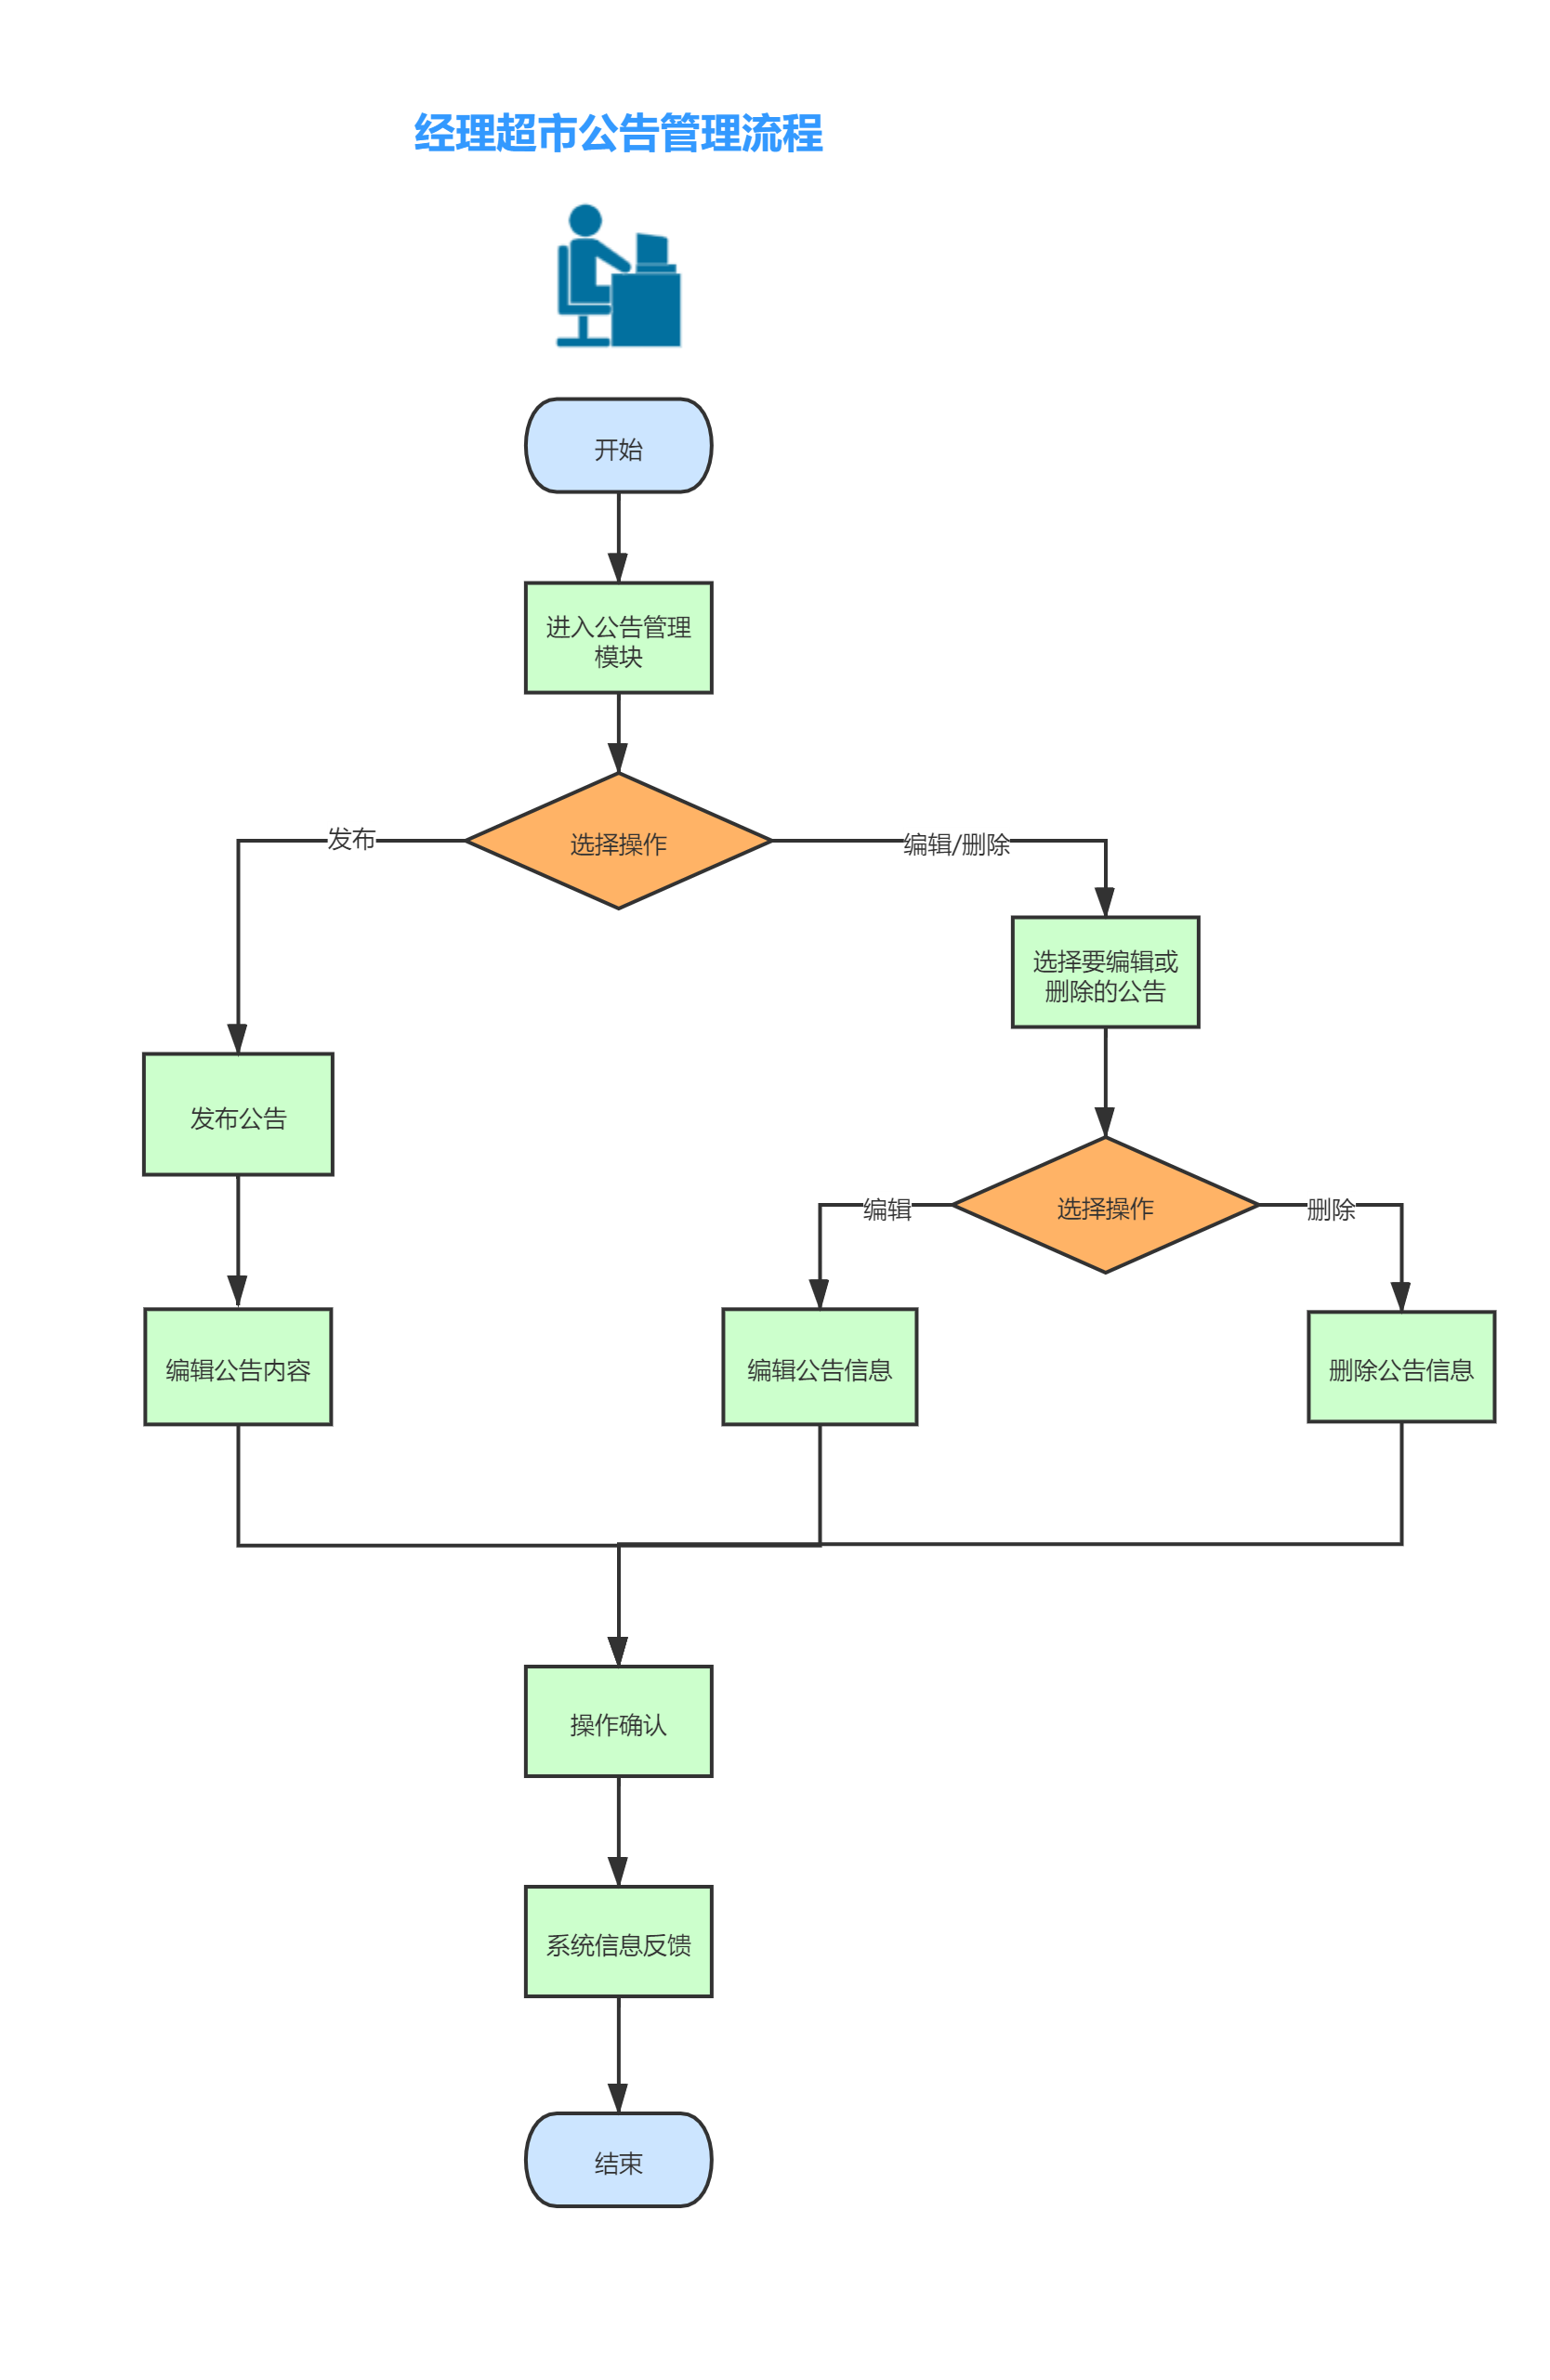 经理超市公告管理流程
开始
进入公告管理
模块
选择操作
发布
编辑/删除
选择要编辑或
删除的公告
发布公告
选择操作
编辑
删除
编辑公告内容
编辑公告信息
删除公告信息
操作确认
系统信息反馈
结束